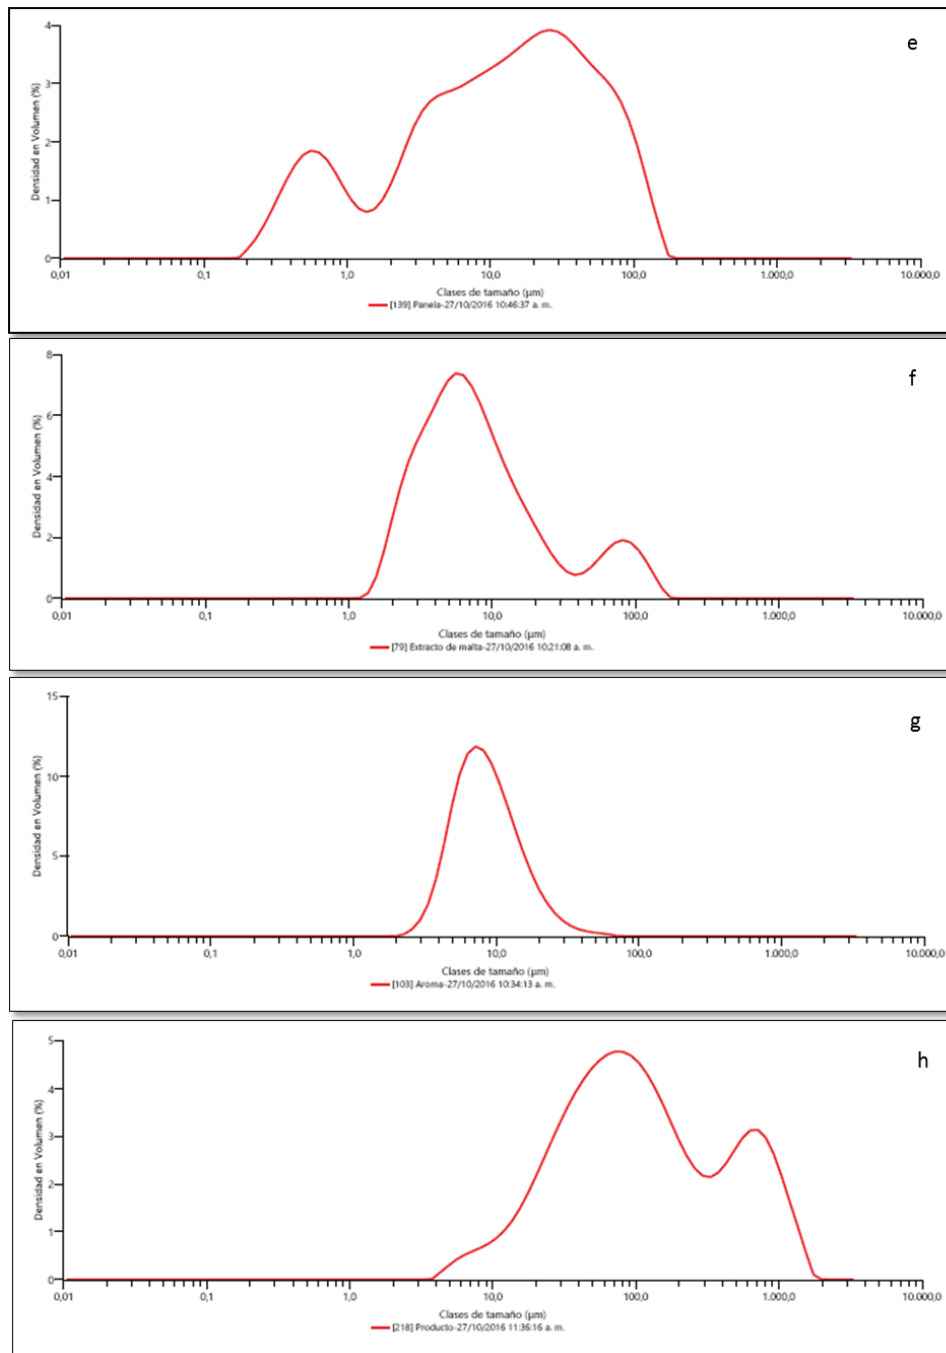 e
4
3
2
1
0
Densidad en Volumen (%)
0,01 0,1 1,0 10,0 100,0 1.000,0 10.000,0
Clases de tamaño (µm)
[139] Panela-27/10/2016 10:46:37 a. m.
f
8
6
4
2
0
Densidad en Volumen (%)
0,01 0,1 1,0 10,0 100,0 1.000,0 10.000,0
Clases de tamaño (µm)
[79] Extracto de malta-27/10/2016 10:21:08 a. m.
g
15
10
5
0
Densidad en Volumen (%)
0,01 0,1 1,0 10,0 100,0 1.000,0 10.000,0
Clases de tamaño (µm)
[103] Aroma-27/10/2016 10:34:13 a. m.
h
5
4
3
2
1
0
Densidad en Volumen (%)
0,01 0,1 1,0 10,0 100,0 1.000,0 10.000,0
Clases de tamaño (µm)
[218] Producto-27/10/2016 11:36:16 a. m.